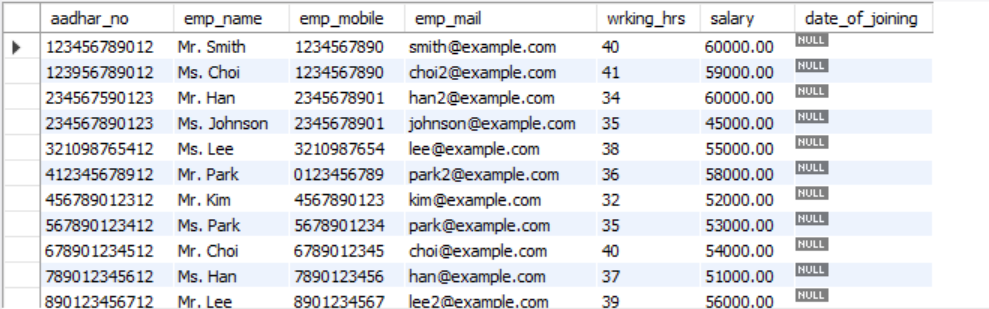 aadhar_no emp_name emp_mobile emp_mail wrking_hrs salary date_of_joining
123456789012 Mr. Smith 1234567890 smith@example.com 40 60000.00 NULL
123956789012 Ms. Choi 1234567890 choi2@example.com 41 59000.00 NULL
234567590123 Mr. Han 2345678901 han2@example.com 34 60000.00 NULL
234567890123 Ms. Johnson 2345678901 johnson@example.com 35 45000.00 NULL
321098765412 Ms. Lee 3210987654 lee@example.com 38 55000.00 NULL
412345678912 Mr. Park 0123456789 park2@example.com 36 58000.00 NULL
456789012312 Mr. Kim 4567890123 kim@example.com 32 52000.00 NULL
567890123412 Ms. Park 5678901234 park@example.com 35 53000.00 NULL
678901234512 Mr. Choi 6789012345 choi@example.com 40 54000.00 NULL
789012345612 Ms. Han 7890123456 han@example.com 37 51000.00 NULL
890123456712 Mr. Lee 8901234567 lee2@example.com 39 56000.00 NULL